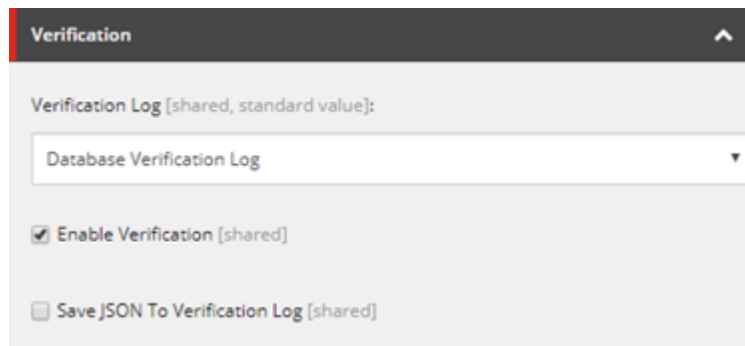 Verification
Verification Log [shared, standard value]:
Database Verification Log
Enable Verification [shared]
Save JSON To Verification Log [shared]